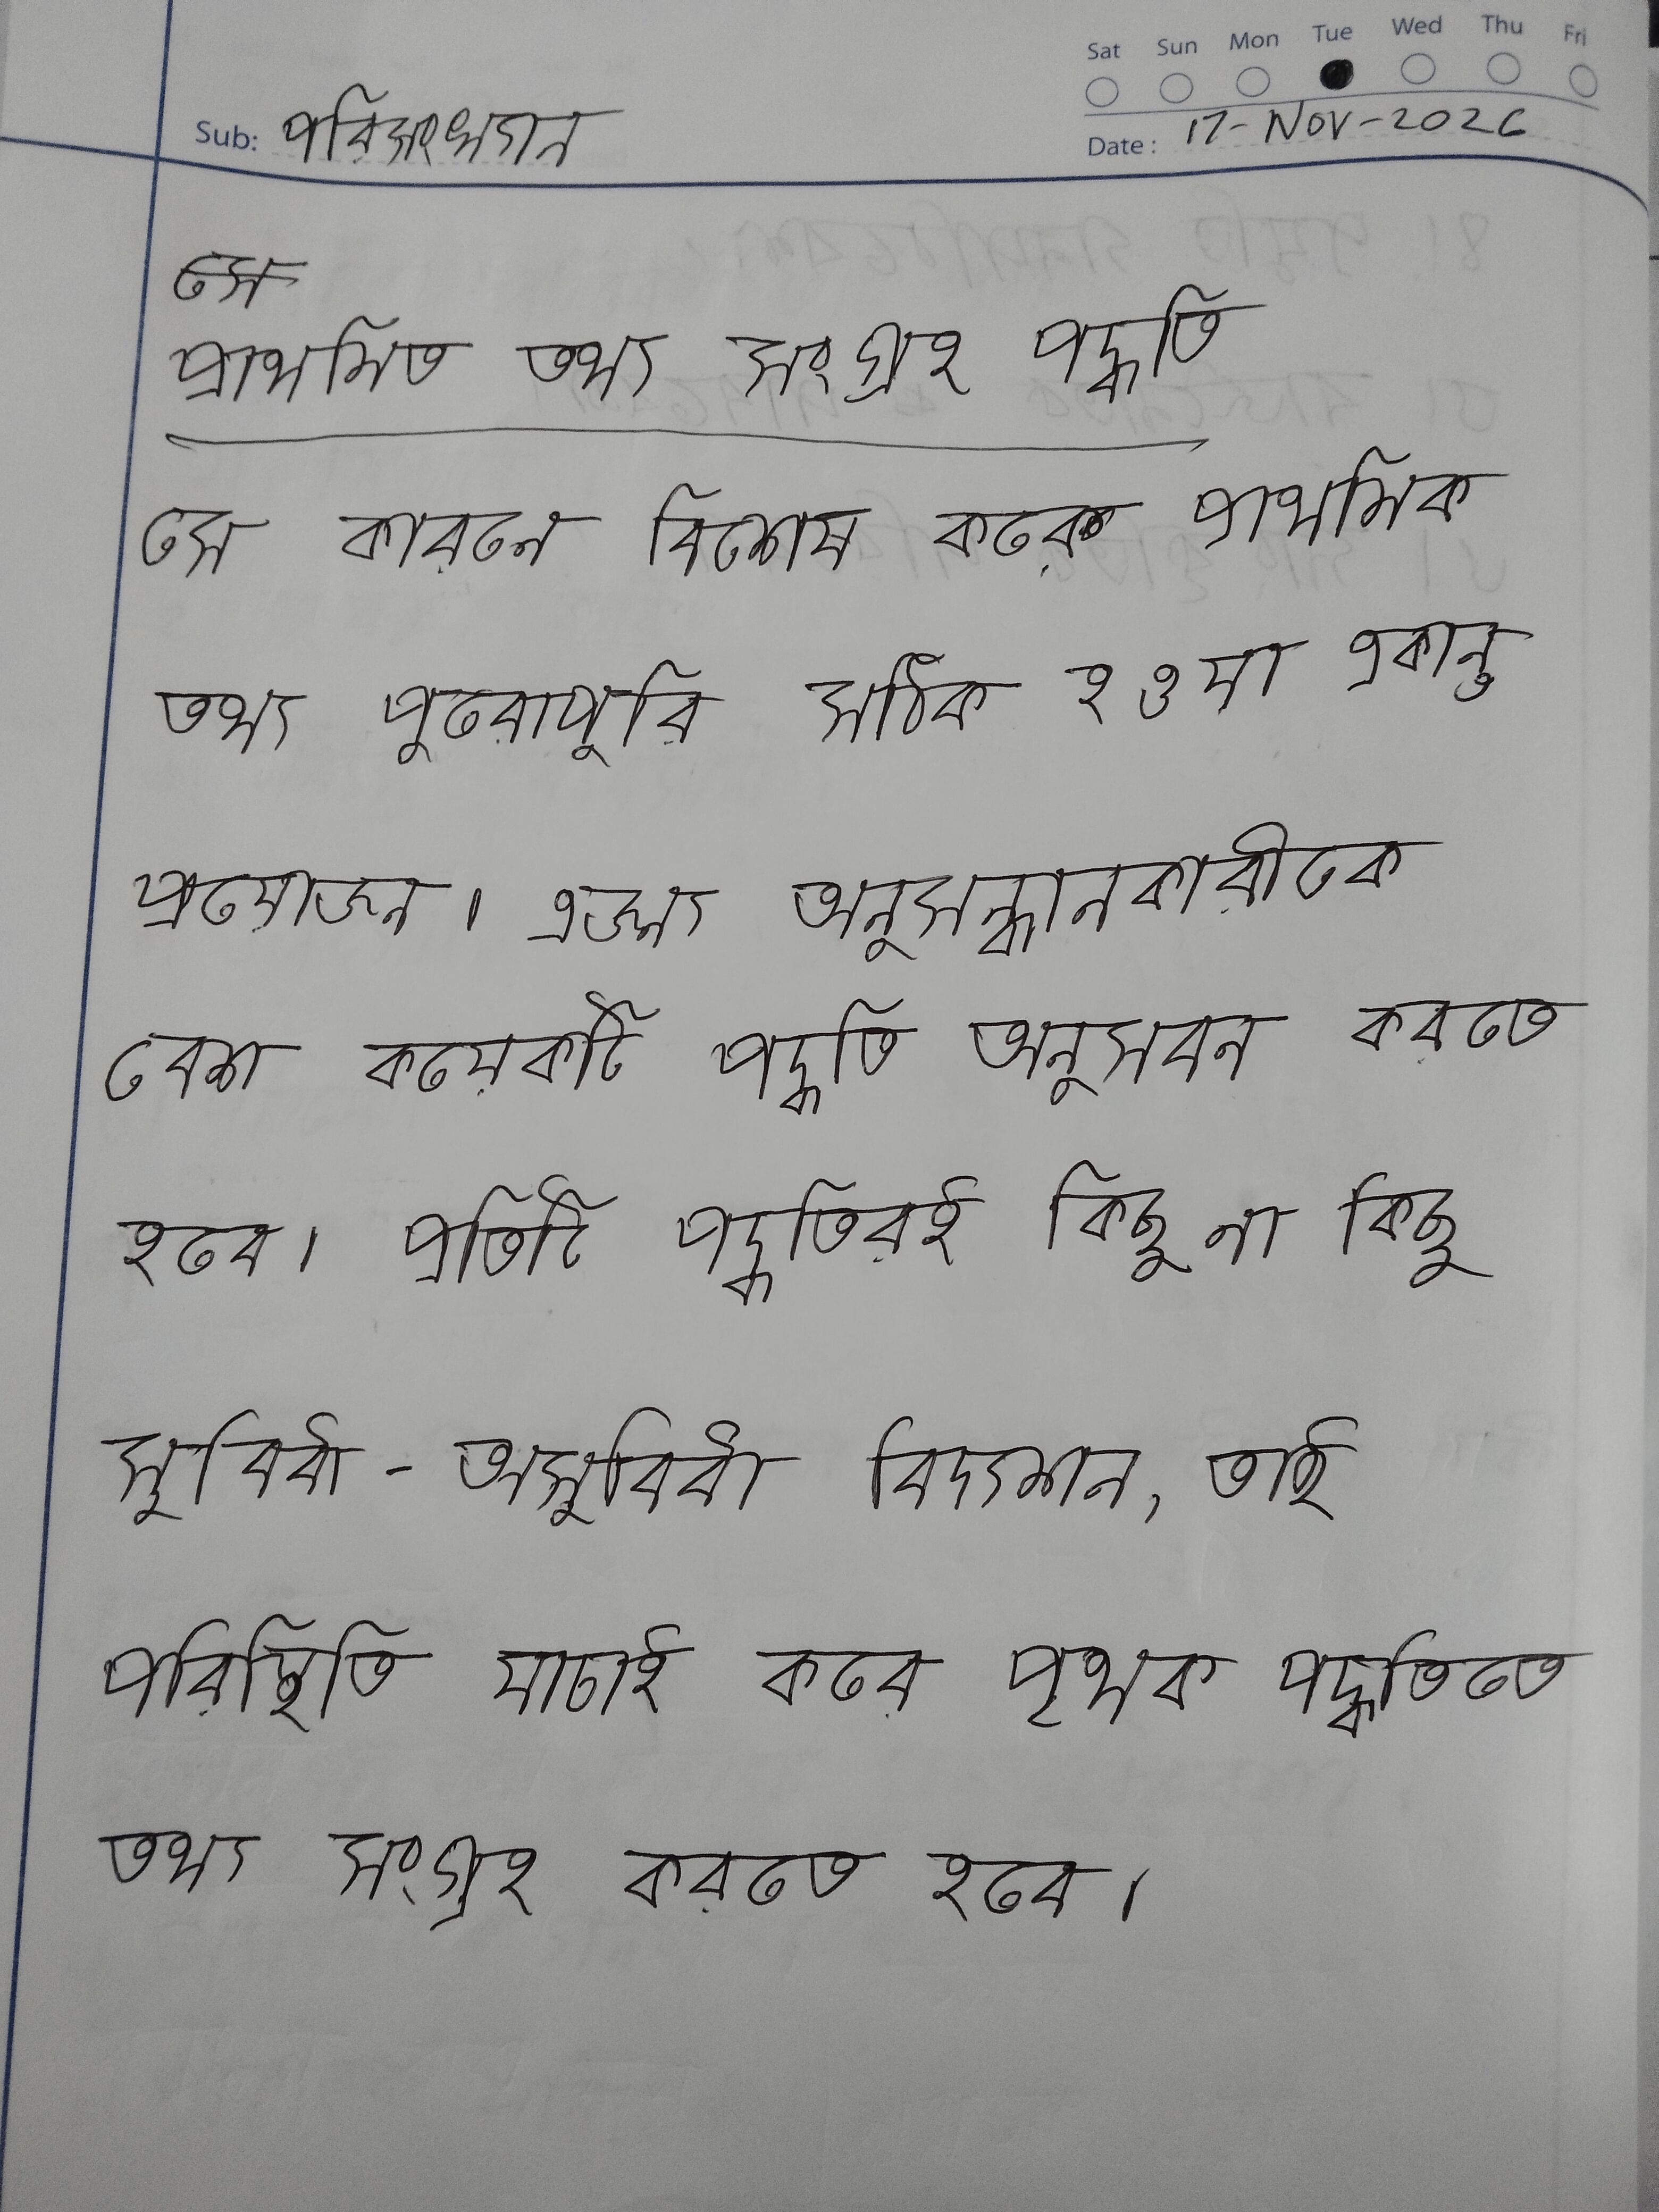 Sat Sun Mon Tue Wed Thu Fri
Sub: পরিসংখ্যান
Date: 17-Nov-2026
সে
প্রাথমিত তথ্য সংগ্রহ পদ্ধতি
সে কারনে বিশেষ করে প্রাথমিক
তথ্য পুরোপুরি সঠিক হওয়া একান্ত
প্রয়োজন। এজন্য অনুসন্ধানকারীকে
বেশ কয়েকটি পদ্ধতি অনুসরন করতে
হবে। প্রতিটি পদ্ধতিরই কিছু না কিছু
সুবিধা - অসুবিধা বিদ্যমান, তাই
পরিস্থিতি যাচাই করে পৃথক পদ্ধতিতে
তথ্য সংগ্রহ করতে হবে।